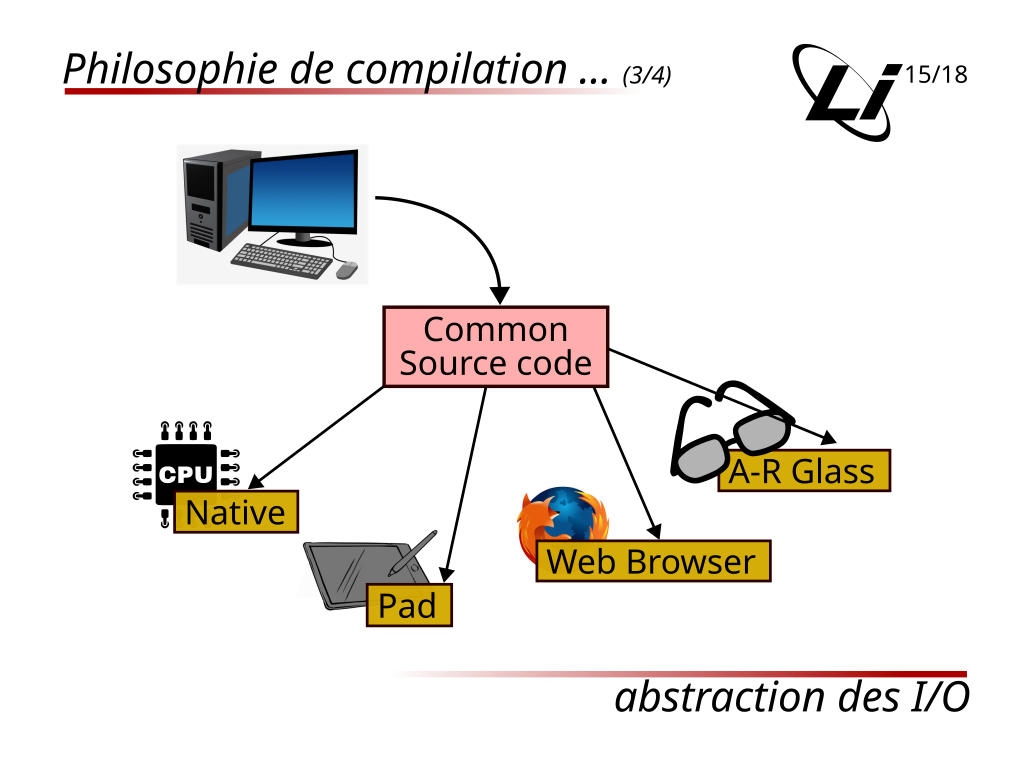 Philosophie de compilation ... (3/4)
Li
15/18
Common
Source code
CPU
Native
Pad
Web Browser
A-R Glass
abstraction des I/O